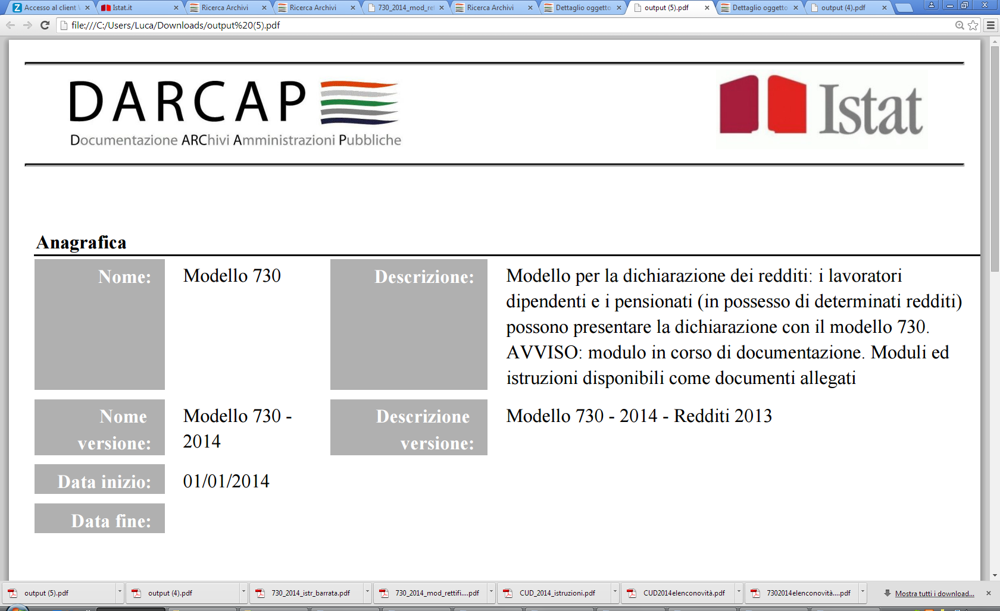 Accesso al client
Istat.it
Ricerca Archivi
Ricerca Archivi
730_2014_mod_re
Ricerca Archivi
Dettaglio oggetto
output (5).pdf
Dettaglio oggetto
output (4).pdf
file:///C:/Users/Luca/Downloads/output%20(5).pdf
DARCAP
Documentazione ARChivi Amministrazioni Pubbliche
Istat
Anagrafica
Nome:
Modello 730
Descrizione:
Modello per la dichiarazione dei redditi: i lavoratori
dipendenti e i pensionati (in possesso di determinati redditi)
possono presentare la dichiarazione con il modello 730.
AVVISO: modulo in corso di documentazione. Moduli ed
istruzioni disponibili come documenti allegati
Nome
versione:
Modello 730 -
2014
Descrizione
versione:
Modello 730 - 2014 - Redditi 2013
Data inizio:
01/01/2014
Data fine:
output (5).pdf
output (4).pdf
730_2014_istr_barrata.pdf
730_2014_mod_rettifi....pdf
CUD_2014_istruzioni.pdf
CUD2014elenconovità.pdf
7302014elenconovità....pdf
Mostra tutti i download...